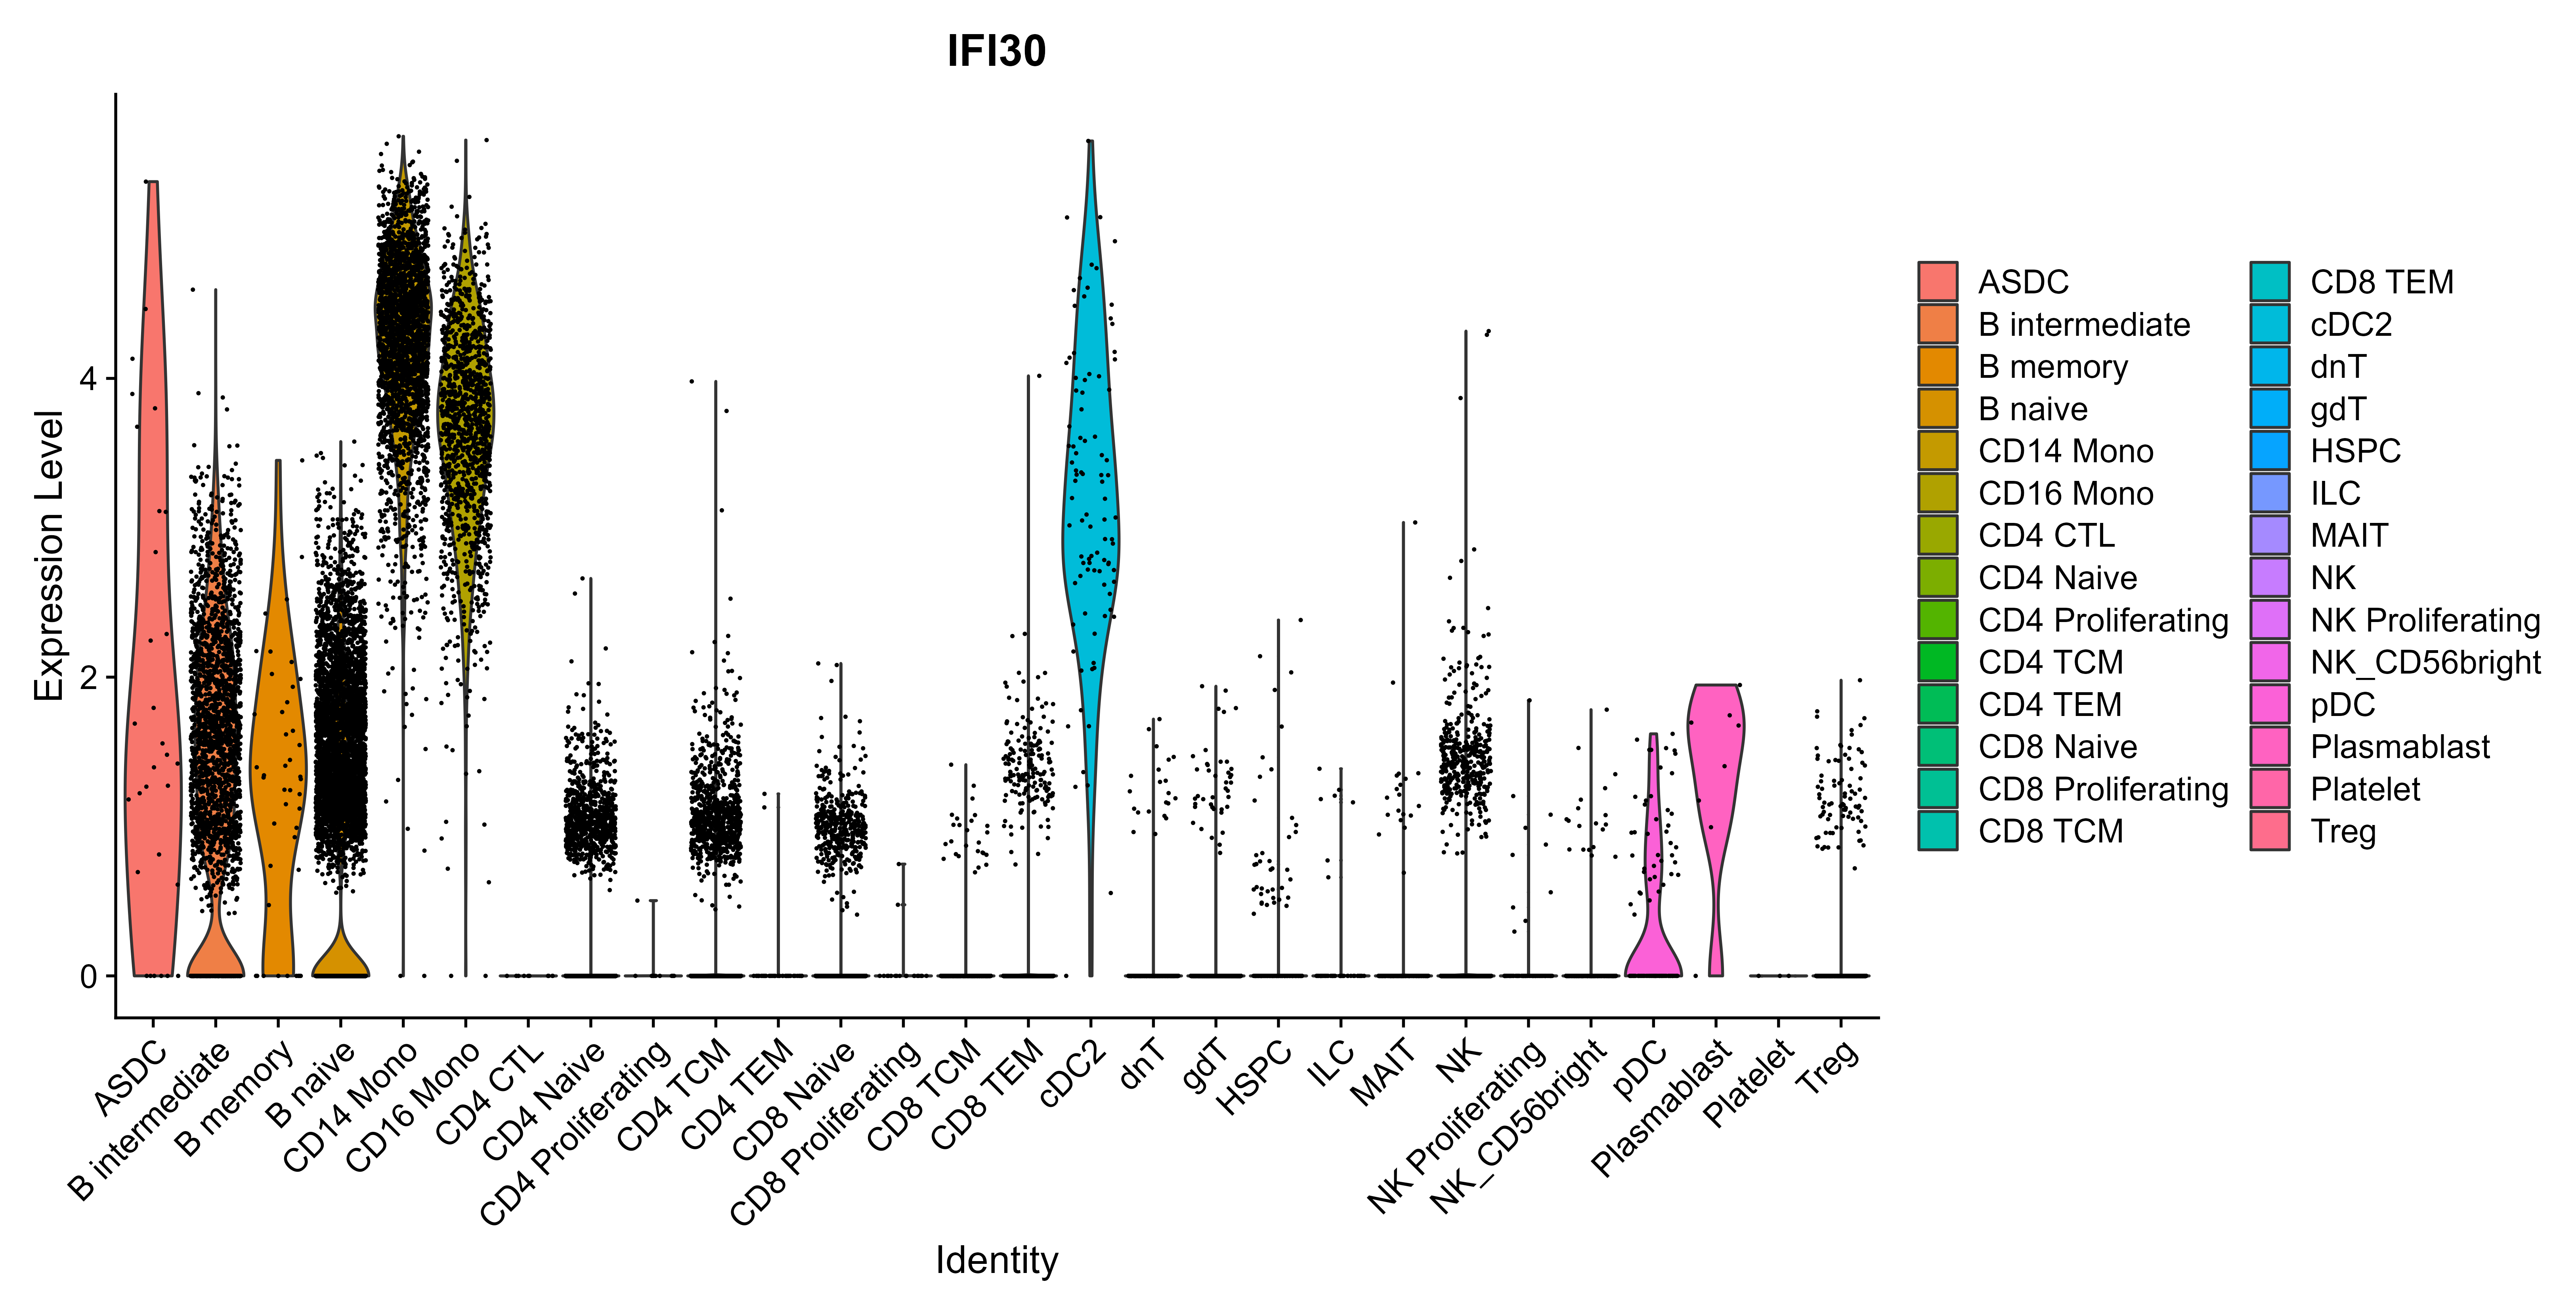 IFI30
Expression Level
4
2
0
ASDC
B intermediate
B memory
B naive
CD14 Mono
CD16 Mono
CD4 CTL
CD4 Naive
CD4 Proliferating
CD4 TCM
CD4 TEM
CD8 Naive
CD8 Proliferating
CD8 TCM
CD8 TEM
cDC2
dnT
gdT
HSPC
ILC
MAIT
NK
NK Proliferating
NK_CD56bright
pDC
Plasmablast
Platelet
Treg
Identity
ASDC
B intermediate
B memory
B naive
CD14 Mono
CD16 Mono
CD4 CTL
CD4 Naive
CD4 Proliferating
CD4 TCM
CD4 TEM
CD8 Naive
CD8 Proliferating
CD8 TCM
CD8 TEM
cDC2
dnT
gdT
HSPC
ILC
MAIT
NK
NK Proliferating
NK_CD56bright
pDC
Plasmablast
Platelet
Treg